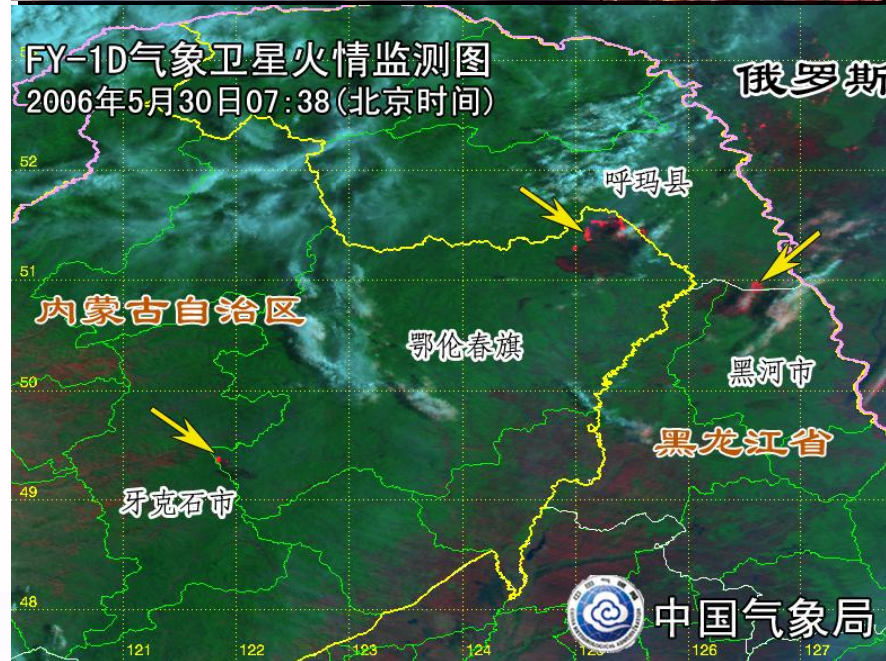 FY-1D气象卫星火情监测图
2006年5月30日07:38(北京时间)
俄罗斯
52
呼玛县
51
内蒙古自治区
鄂伦春旗
50
黑河市
黑龙江省
49
牙克石市
48
中国气象局
121
122
123
124
125
126
127